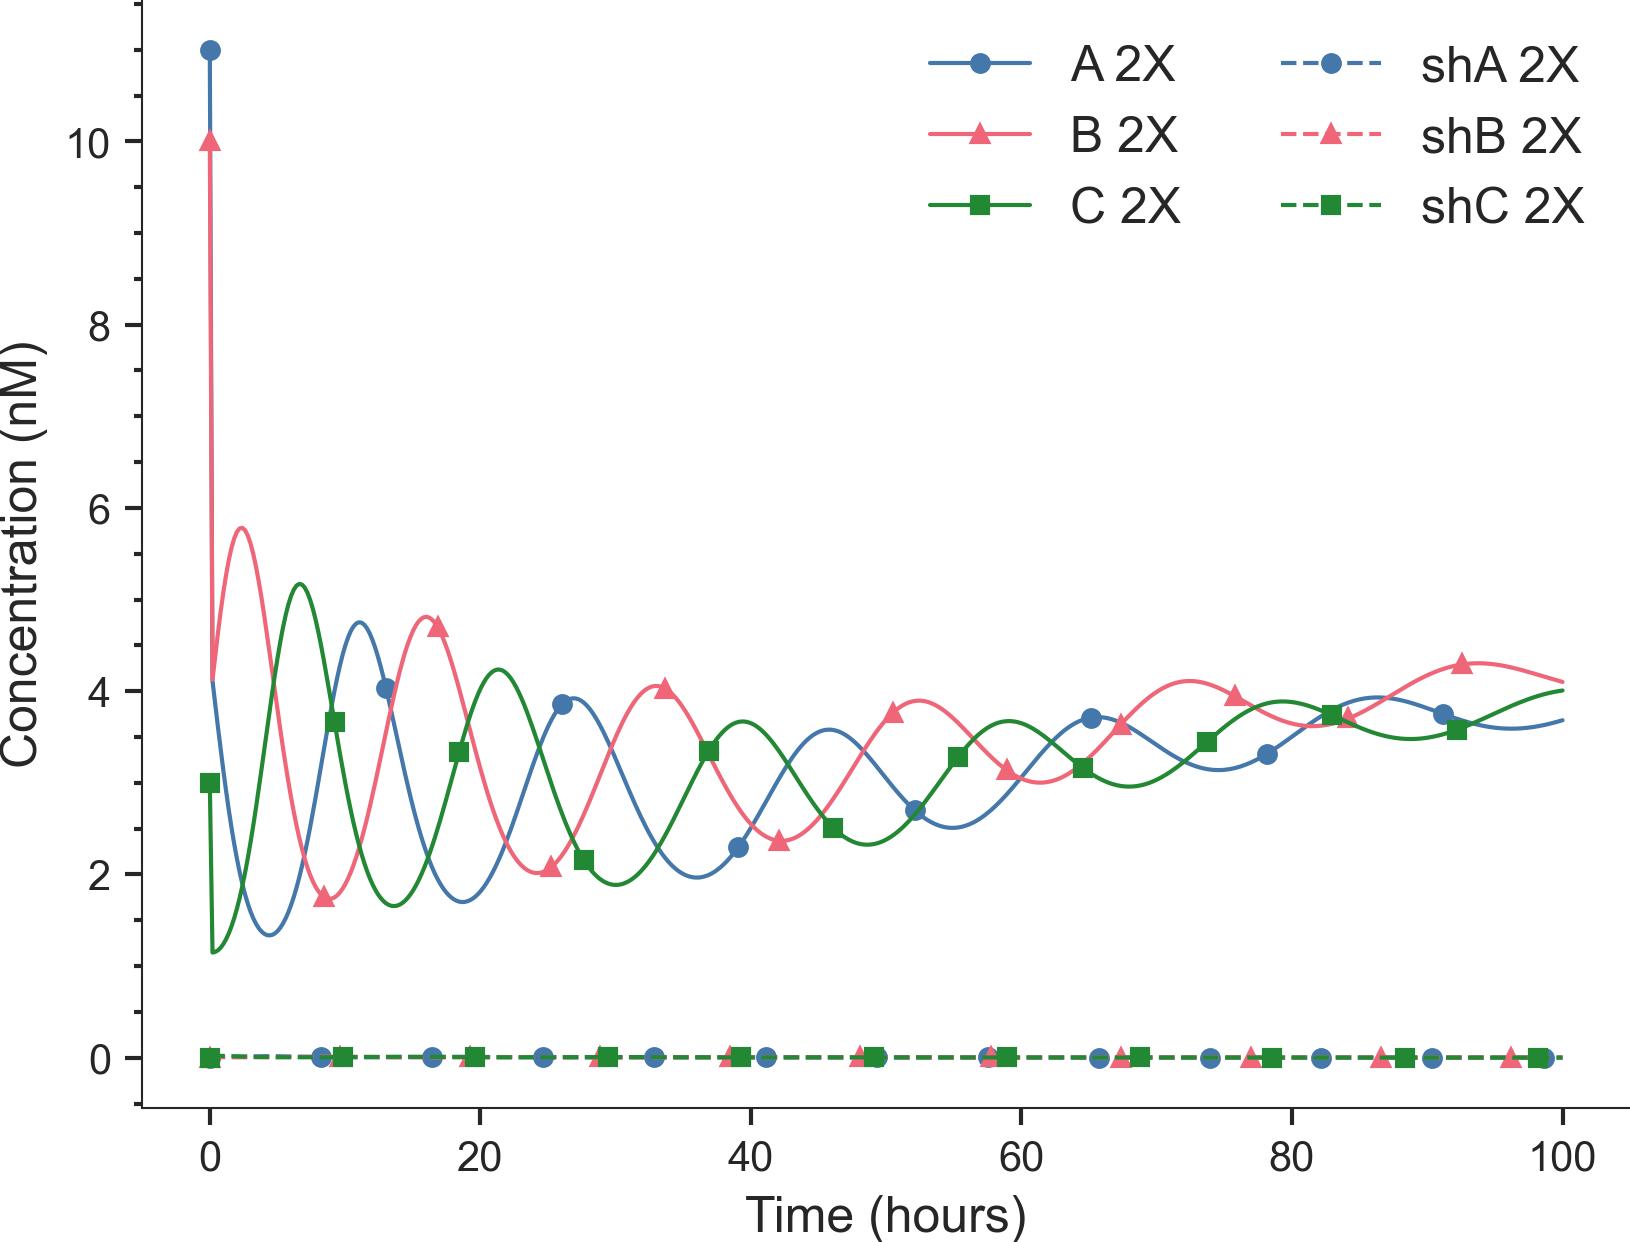 A 2X
B 2X
C 2X
shA 2X
shB 2X
shC 2X
Concentration (nM)
10
8
6
4
2
0
0 20 40 60 80 100
Time (hours)